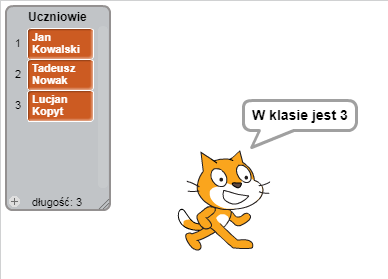 Uczniowie
1 Jan
Kowalski
2 Tadeusz
Nowak
3 Lucjan
Kopyt
+ długość: 3
W klasie jest 3